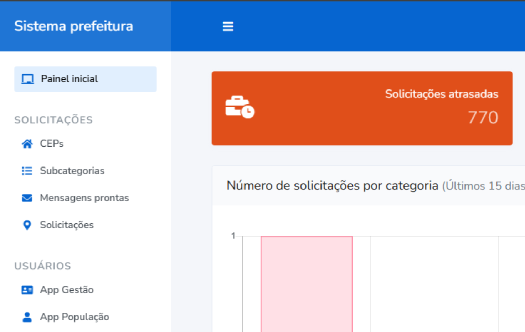 Sistema prefeitura
Painel inicial
SOLICITAÇÕES
CEPs
Subcategorias
Mensagens prontas
Solicitações
USUÁRIOS
App Gestão
App População
Solicitações atrasadas
770
Número de solicitações por categoria (Últimos 15 dias
1